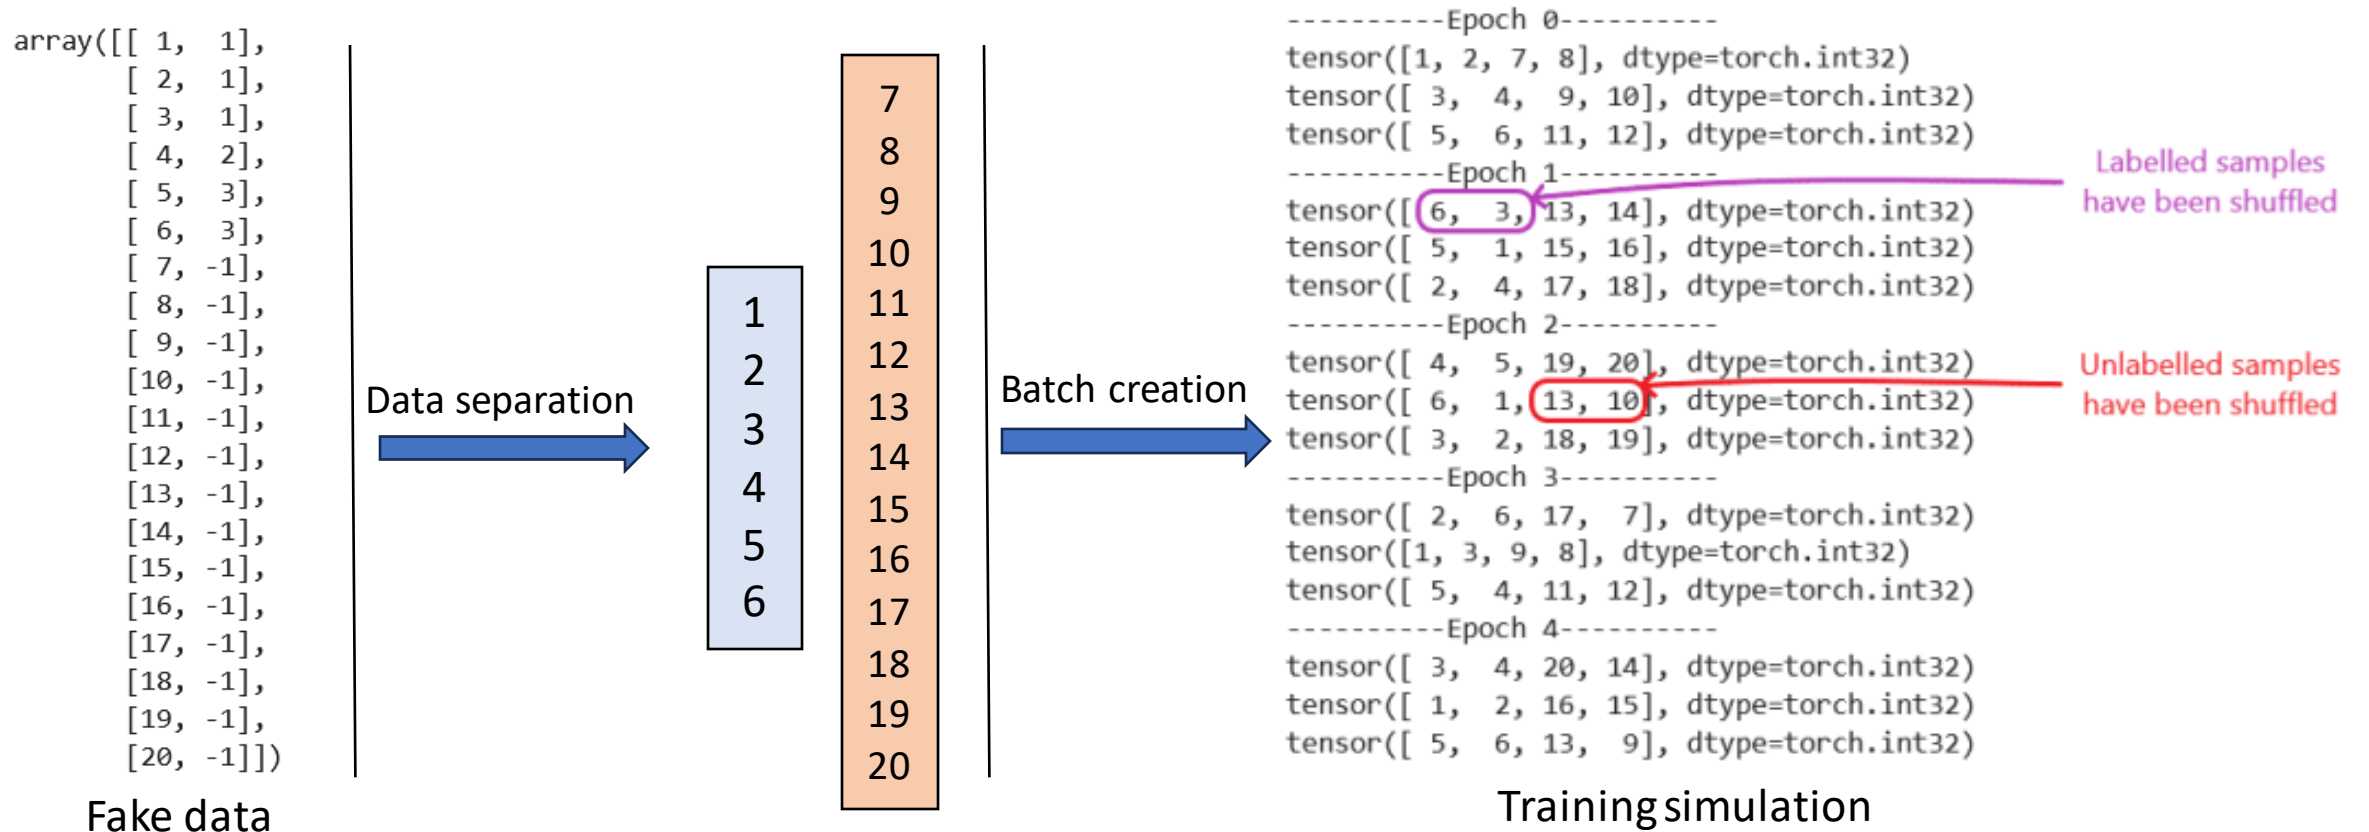 array([[ 1,  1],
[ 2,  1],
[ 3,  1],
[ 4,  2],
[ 5,  3],
[ 6,  3],
[ 7, -1],
[ 8, -1],
[ 9, -1],
[10, -1],
[11, -1],
[12, -1],
[13, -1],
[14, -1],
[15, -1],
[16, -1],
[17, -1],
[18, -1],
[19, -1],
[20, -1]])
Fake data
Data separation
1
2
3
4
5
6
7
8
9
10
11
12
13
14
15
16
17
18
19
20
Batch creation
----------Epoch 0----------
tensor([1, 2, 7, 8], dtype=torch.int32)
tensor([ 3,  4,  9, 10], dtype=torch.int32)
tensor([ 5,  6, 11, 12], dtype=torch.int32)
----------Epoch 1----------
tensor([ 6,  3, 13, 14], dtype=torch.int32)
tensor([ 5,  1, 15, 16], dtype=torch.int32)
tensor([ 2,  4, 17, 18], dtype=torch.int32)
----------Epoch 2----------
tensor([ 4,  5, 19, 20], dtype=torch.int32)
tensor([ 6,  1, 13, 10], dtype=torch.int32)
tensor([ 3,  2, 18, 19], dtype=torch.int32)
----------Epoch 3----------
tensor([ 2,  6, 17,  7], dtype=torch.int32)
tensor([1, 3, 9, 8], dtype=torch.int32)
tensor([ 5,  4, 11, 12], dtype=torch.int32)
----------Epoch 4----------
tensor([ 3,  4, 20, 14], dtype=torch.int32)
tensor([ 1,  2, 16, 15], dtype=torch.int32)
tensor([ 5,  6, 13,  9], dtype=torch.int32)
Training simulation
Labelled samples
have been shuffled
Unlabelled samples
have been shuffled